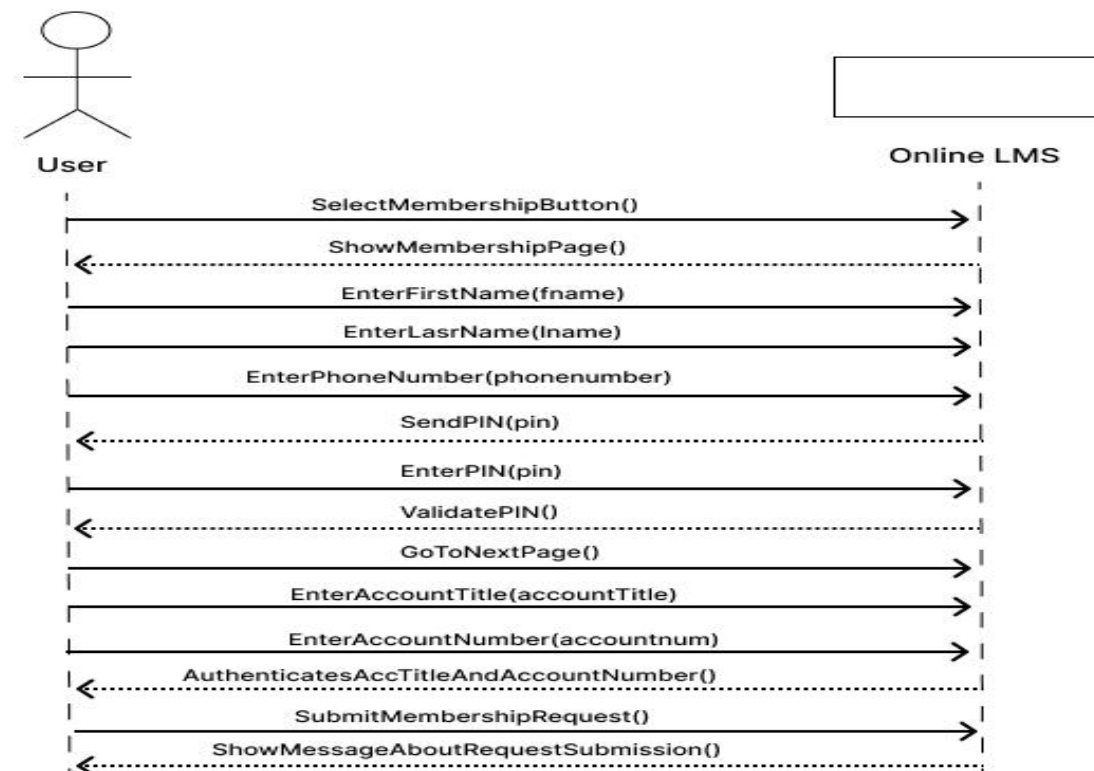 User
Online LMS
SelectMembershipButton()
ShowMembershipPage()
EnterFirstName(fname)
EnterLasrName(lname)
EnterPhoneNumber(phonenumber)
SendPIN(pin)
EnterPIN(pin)
ValidatePIN()
GoToNextPage()
EnterAccountTitle(accountTitle)
EnterAccountNumber(accountnum)
AuthenticatesAccTitleAndAccountNumber()
SubmitMembershipRequest()
ShowMessageAboutRequestSubmission()